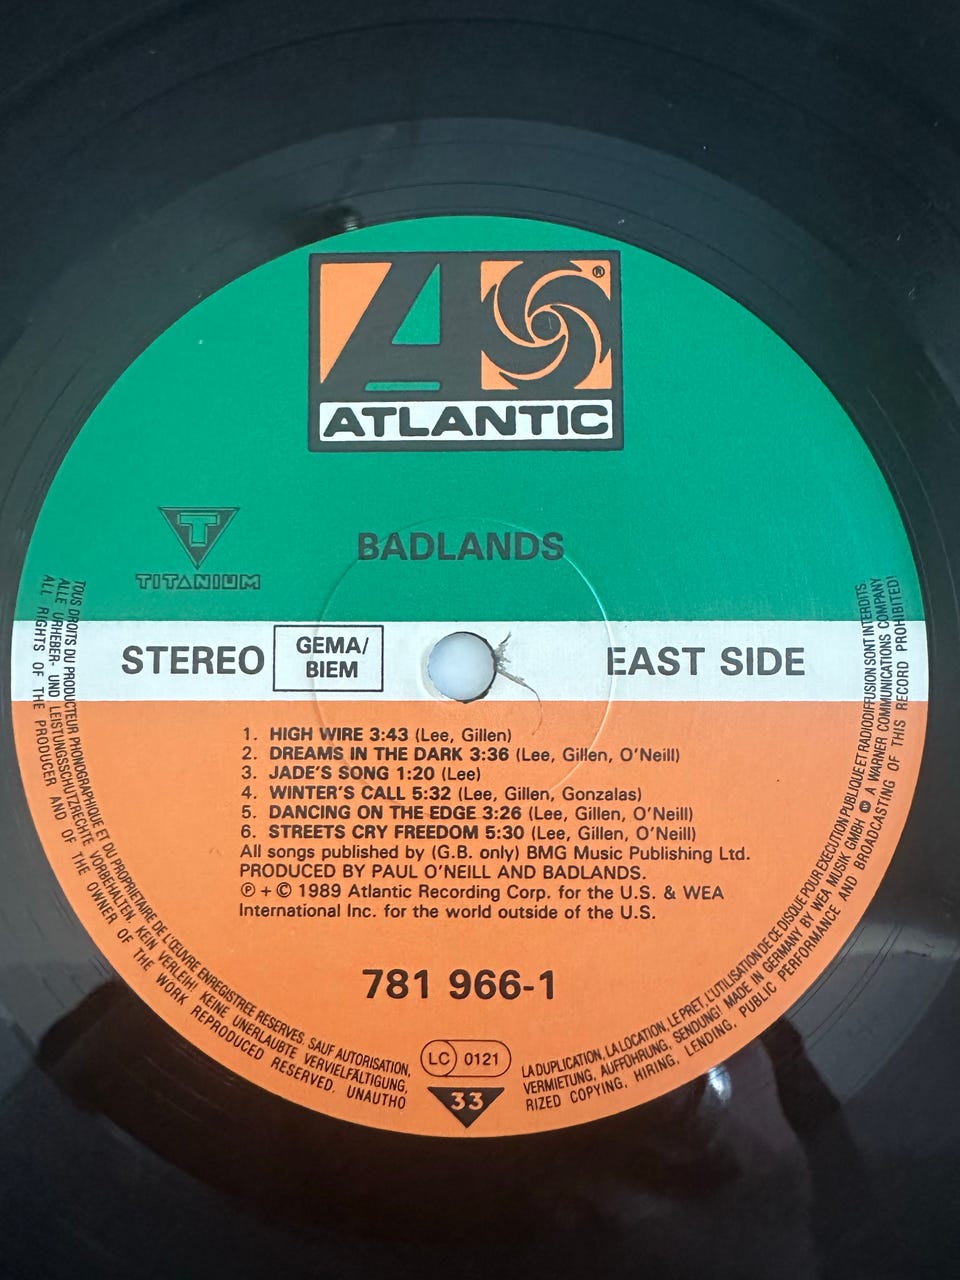 ®
ATLANTIC
T
TITANIUM
BADLANDS
STEREO
GEMA/
BIEM
EAST SIDE
1. HIGH WIRE 3:43 (Lee, Gillen)
2. DREAMS IN THE DARK 3:36 (Lee, Gillen, O'Neill)
3. JADE'S SONG 1:20 (Lee)
4. WINTER'S CALL 5:32 (Lee, Gillen, Gonzalas)
5. DANCING ON THE EDGE 3:26 (Lee, Gillen, O'Neill)
6. STREETS CRY FREEDOM 5:30 (Lee, Gillen, O'Neill)
All songs published by (G.B. only) BMG Music Publishing Ltd.
PRODUCED BY PAUL O'NEILL AND BADLANDS.
℗ + © 1989 Atlantic Recording Corp. for the U.S. & WEA
International Inc. for the world outside of the U.S.
781 966-1
LC 0121
33
TOUS DROITS DU PRODUCTEUR PHONOGRAPHIQUE ET DU PROPRIETAIRE DE L'ŒUVRE ENREGISTREE RESERVES. SAUF AUTORISATION,
LA DUPLICATION, LA LOCATION, LE PRET, L'UTILISATION DE CE DISQUE POUR EXECUTION PUBLIQUE ET RADIODIFFUSION SONT INTERDITS.
ALLE URHEBER- UND LEISTUNGSSCHUTZRECHTE VORBEHALTEN. KEIN VERLEIH! KEINE UNERLAUBTE VERVIELFÄLTIGUNG,
VERMIETUNG, AUFFÜHRUNG, SENDUNG! MADE IN GERMANY BY WEA MUSIK GMBH A WARNER COMMUNICATIONS COMPANY
ALL RIGHTS OF THE PRODUCER AND OF THE OWNER OF THE WORK REPRODUCED RESERVED. UNAUTHO
RIZED COPYING, HIRING, LENDING, PUBLIC PERFORMANCE AND BROADCASTING OF THIS RECORD PROHIBITED!